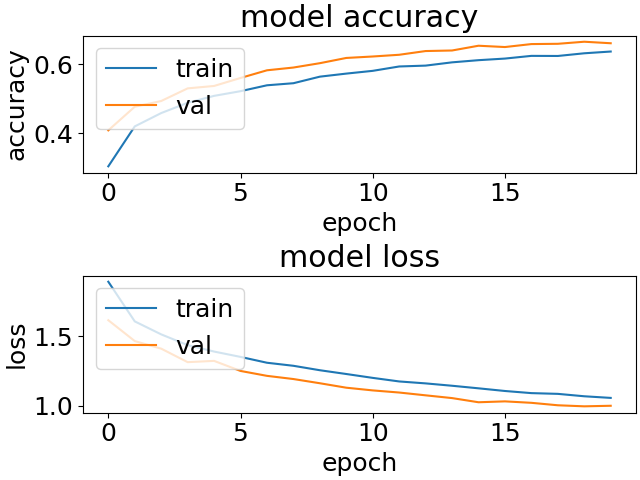 model accuracy
accuracy
0.6
0.4
train
val
0
5
10
15
epoch
model loss
loss
1.5
1.0
train
val
0
5
10
15
epoch